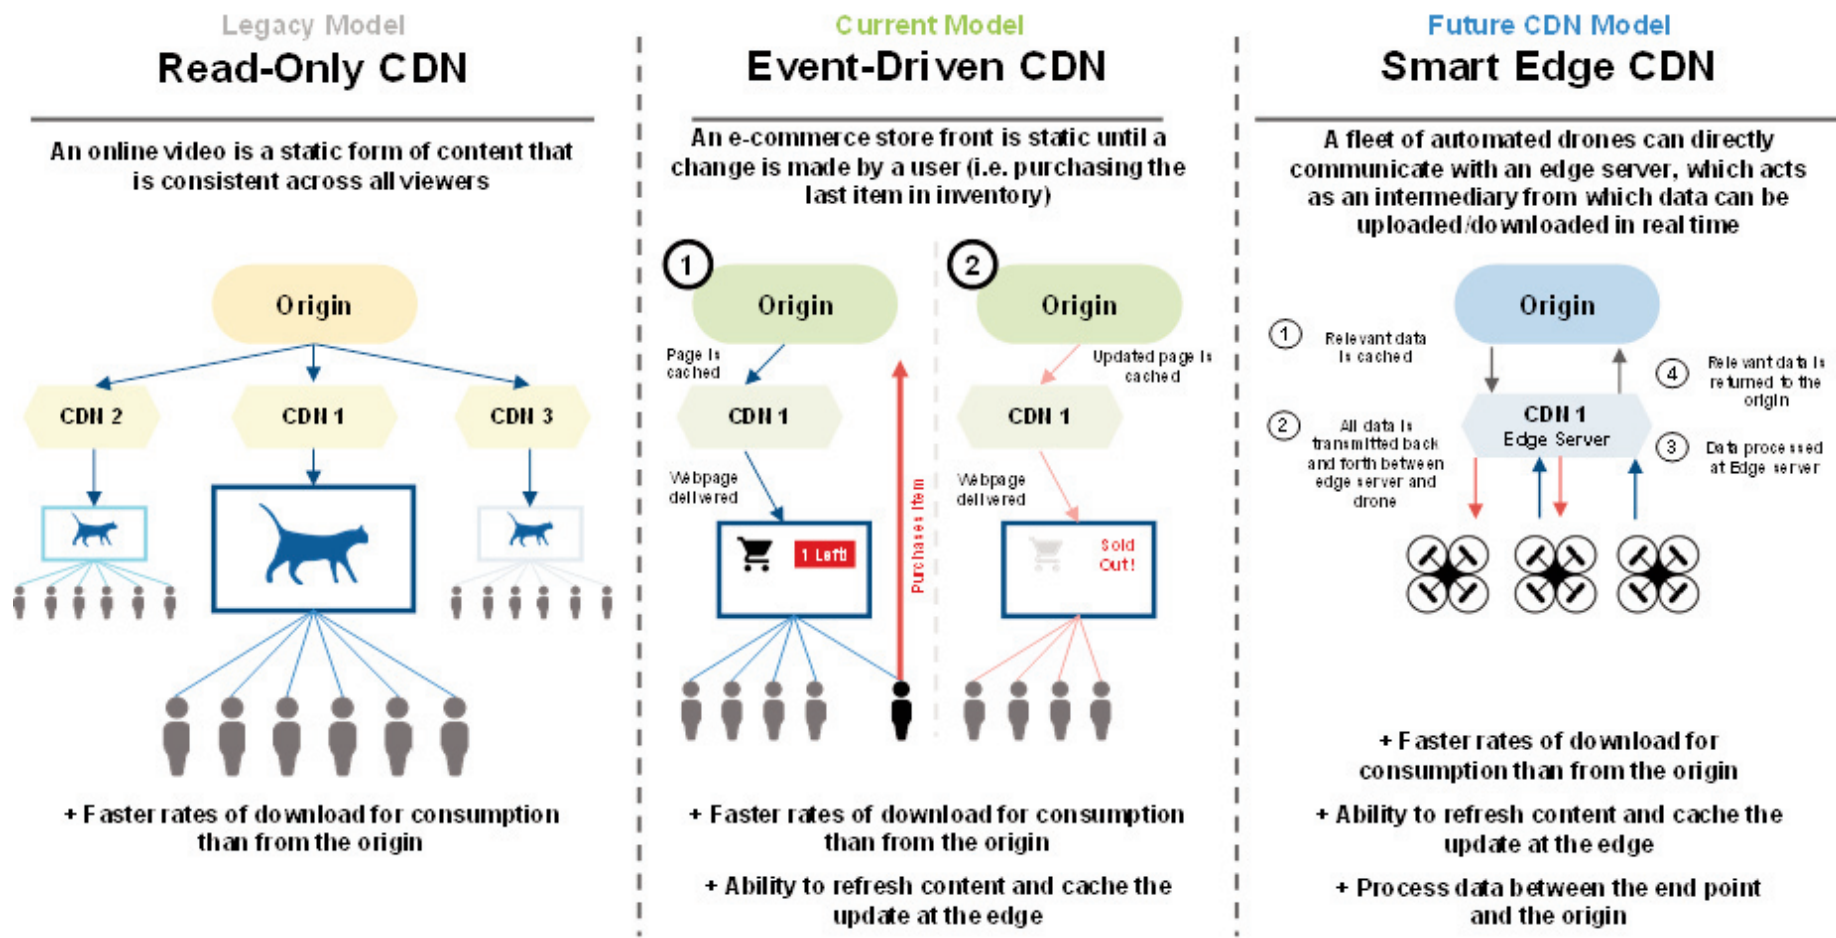 Legacy Model
Read-Only CDN
An online video is a static form of content that
is consistent across all viewers
Origin
CDN 2
CDN 1
CDN 3
+ Faster rates of download for consumption
than from the origin
Current Model
Event-Driven CDN
An e-commerce store front is static until a
change is made by a user (i.e. purchasing the
last item in inventory)
1
Origin
Page is
cached
CDN 1
Webpage
delivered
1 Left!
Purchases Item
2
Origin
Updated page is
cached
CDN 1
Webpage
delivered
Sold
Out!
+ Faster rates of download for consumption
than from the origin
+ Ability to refresh content and cache the
update at the edge
Future CDN Model
Smart Edge CDN
A fleet of automated drones can directly
communicate with an edge server, which acts
as an intermediary from which data can be
uploaded/downloaded in real time
Origin
1
Relevant data
is cached
4
Relevant data is
returned to the
origin
CDN 1
Edge Server
2
All data is
transmitted back
and forth between
edge server and
drone
3
Data processed
at Edge server
+ Faster rates of download for
consumption than from the origin
+ Ability to refresh content and cache the
update at the edge
+ Process data between the end point
and the origin